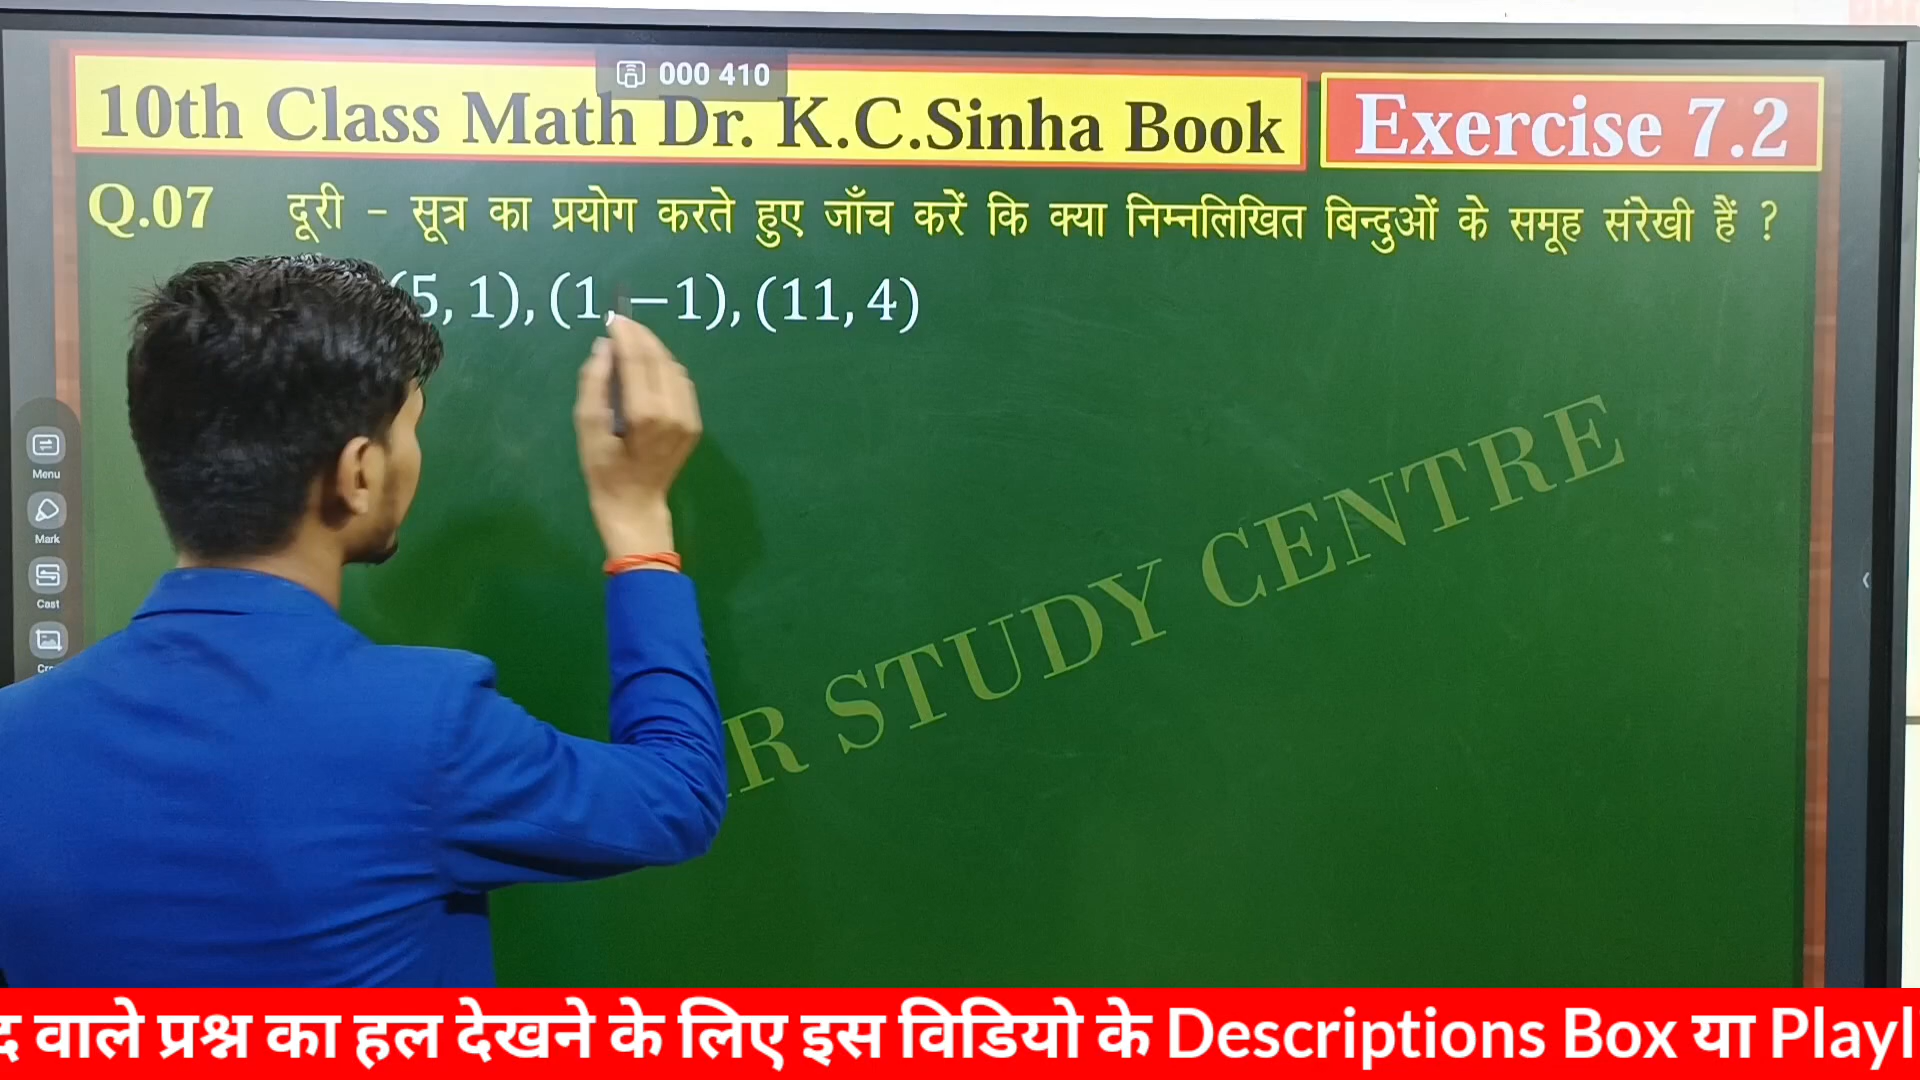 000 410
10th Class Math Dr. K.C.Sinha Book
Exercise 7.2
Q.07 दूरी - सूत्र का प्रयोग करते हुए जाँच करें कि क्या निम्नलिखित बिन्दुओं के समूह संरेखी हैं ?
(5, 1), (1, −1), (11, 4)
Menu
Mark
Cast
R STUDY CENTRE
वाले प्रश्न का हल देखने के लिए इस विडियो के Descriptions Box या Playl